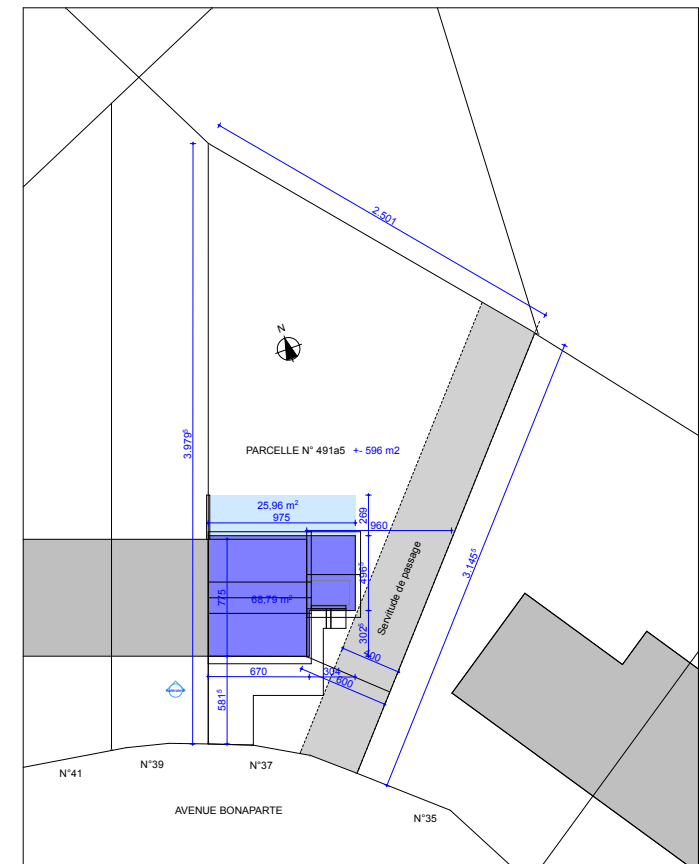 2.501
N
3.979⁵
PARCELLE N° 491a5 +- 596 m2
25,96 m²
975
269
960
496⁵
3.145⁵
Servitude de passage
775
68,79 m²
302⁵
400
670
304
600
581⁵
N°41
N°39
N°37
AVENUE BONAPARTE
N°35